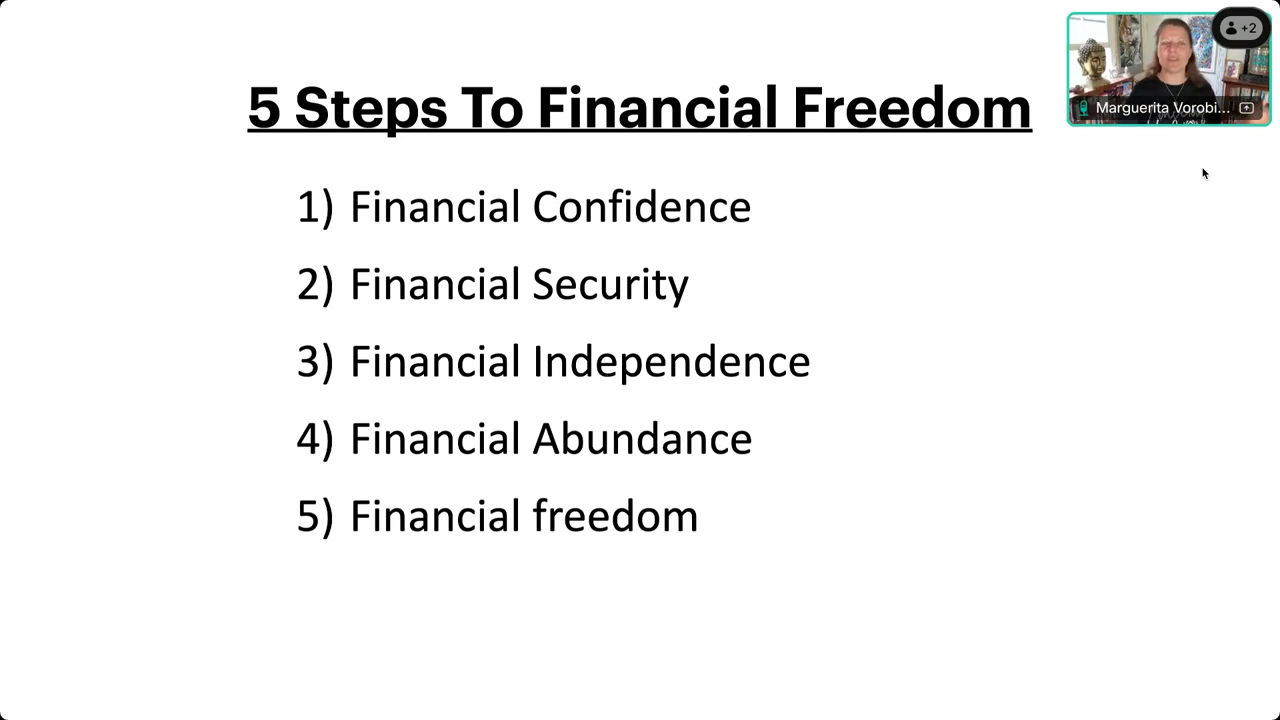 5 Steps To Financial Freedom
+2
Marguerita Vorobi...
1) Financial Confidence
2) Financial Security
3) Financial Independence
4) Financial Abundance
5) Financial freedom